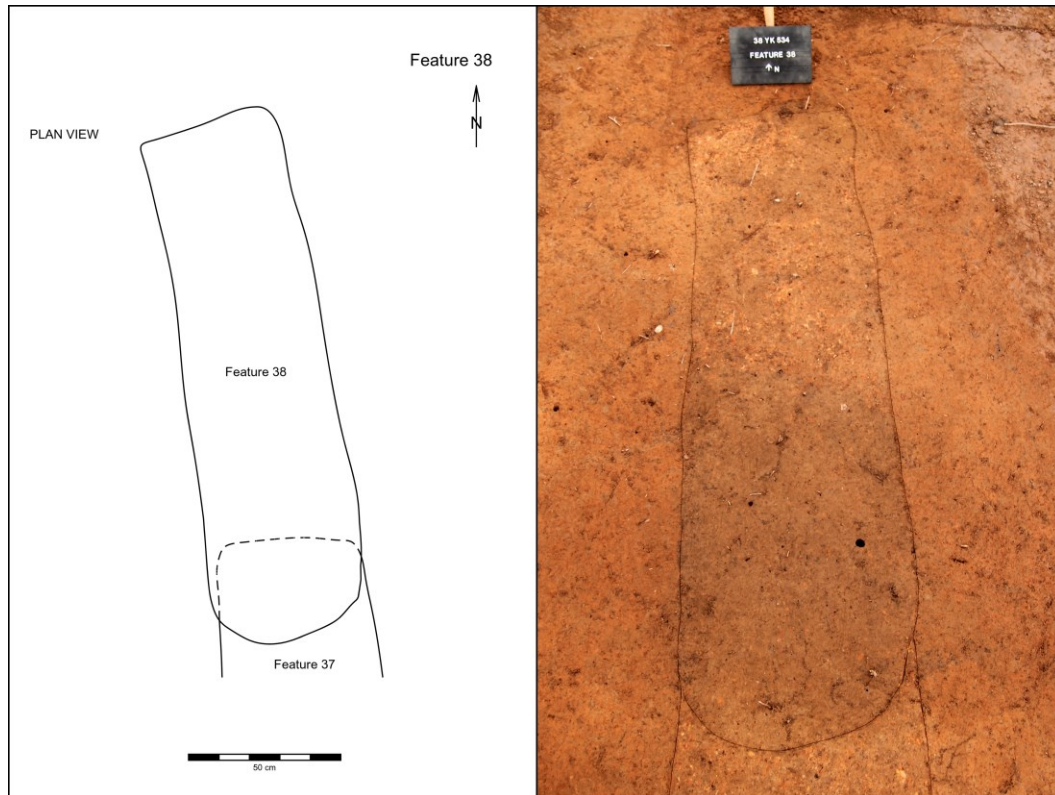 Feature 38
N
PLAN VIEW
Feature 38
Feature 37
50 cm
38 YK 534
FEATURE 38
↑ N